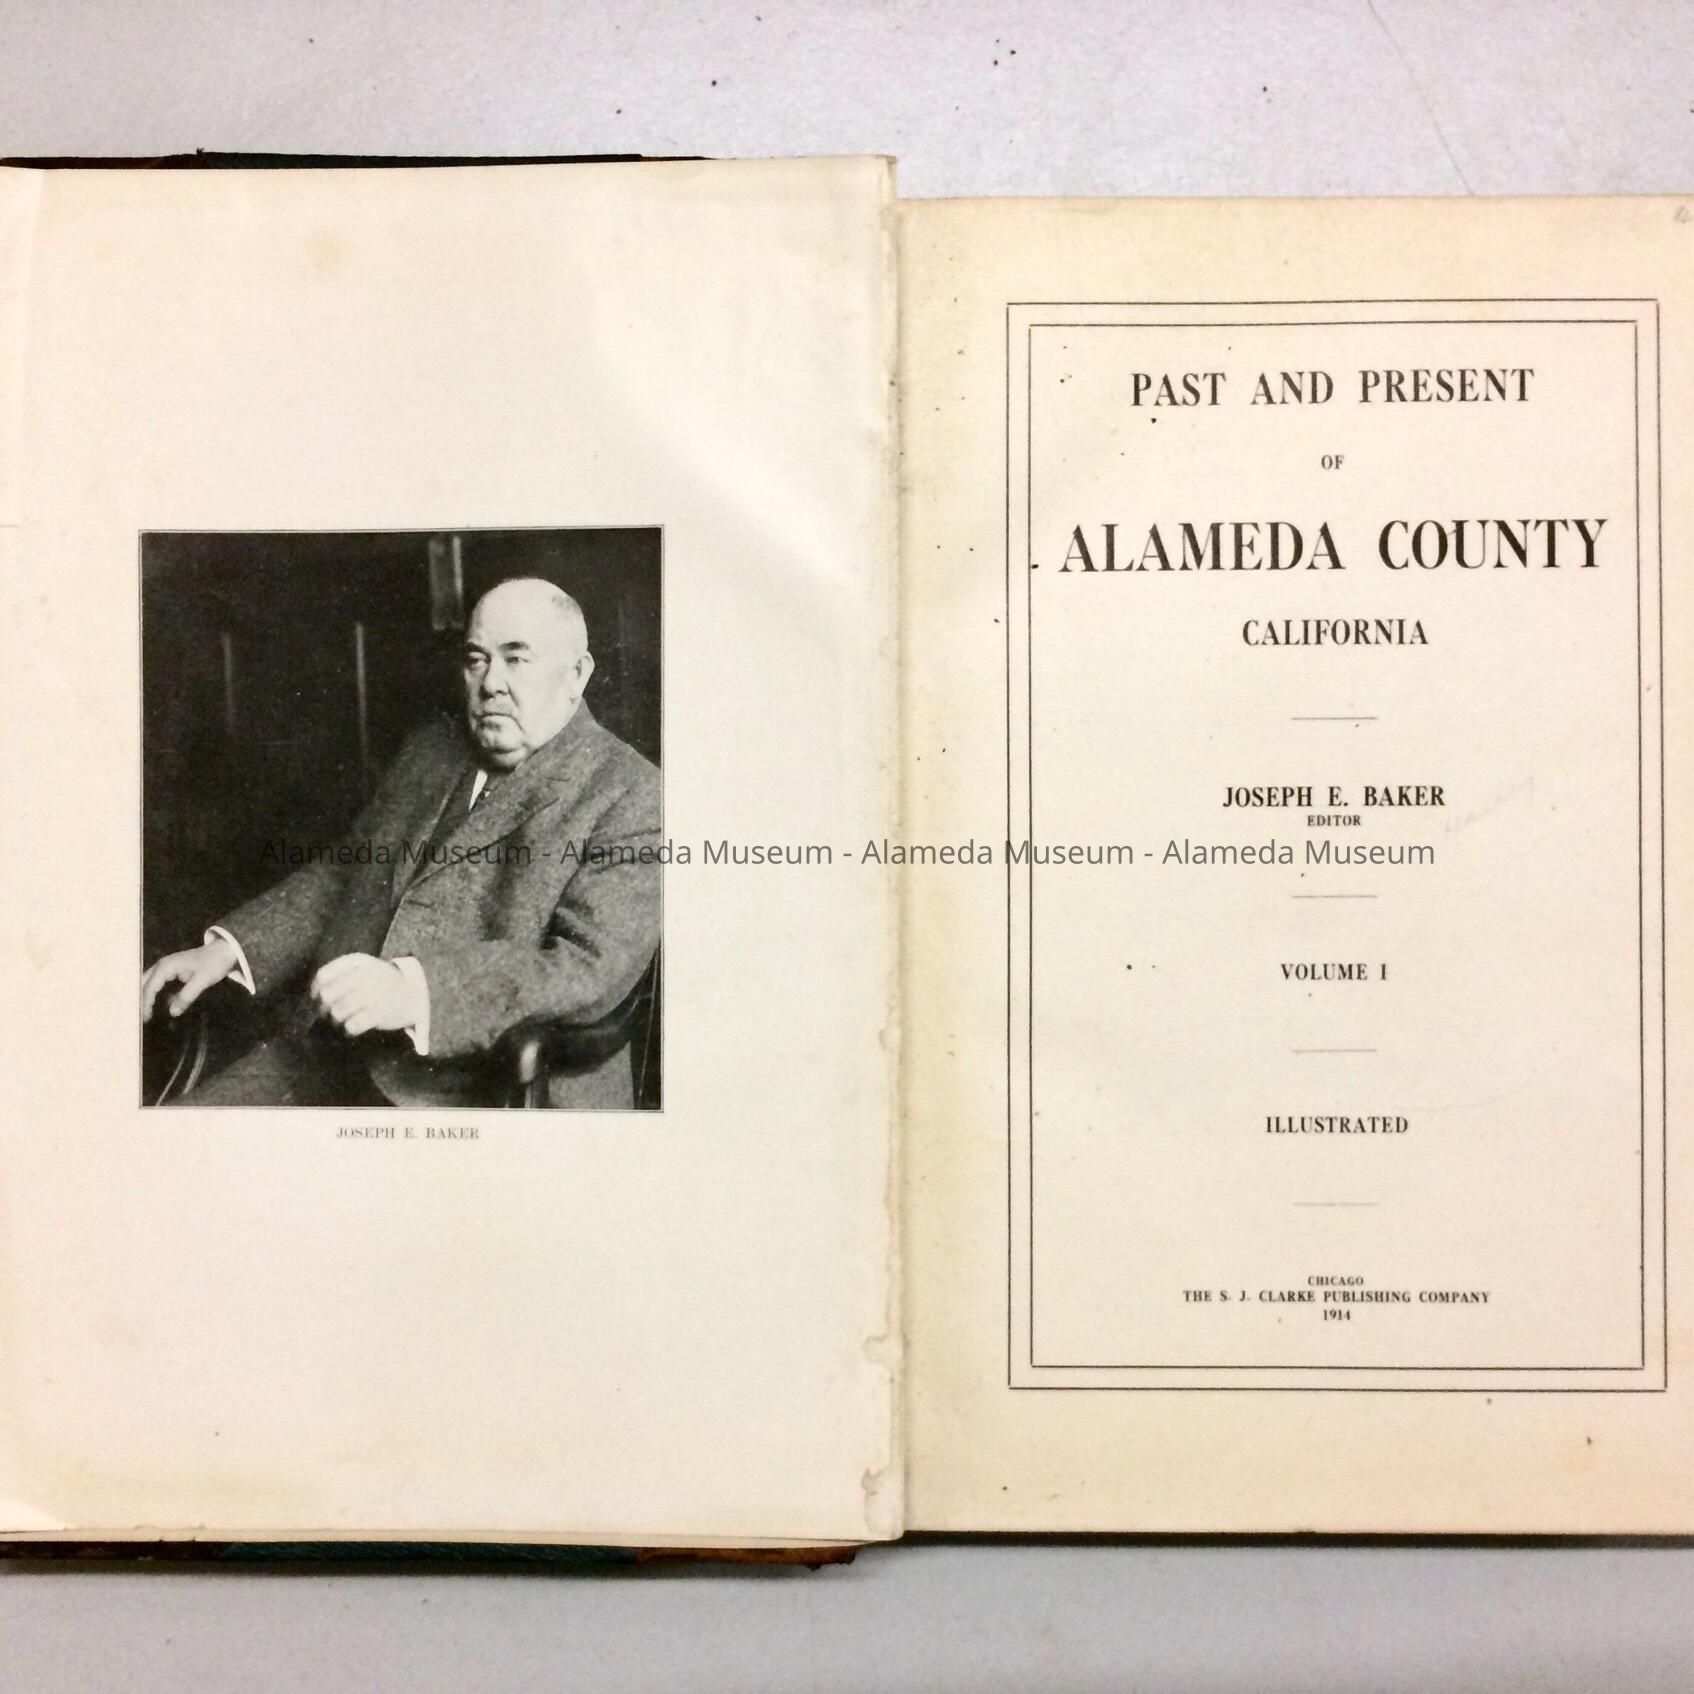 JOSEPH E. BAKER
PAST AND PRESENT
OF
ALAMEDA COUNTY
CALIFORNIA
JOSEPH E. BAKER
EDITOR
Alameda Museum - Alameda Museum - Alameda Museum - Alameda Museum
VOLUME I
ILLUSTRATED
CHICAGO
THE S. J. CLARKE PUBLISHING COMPANY
1914